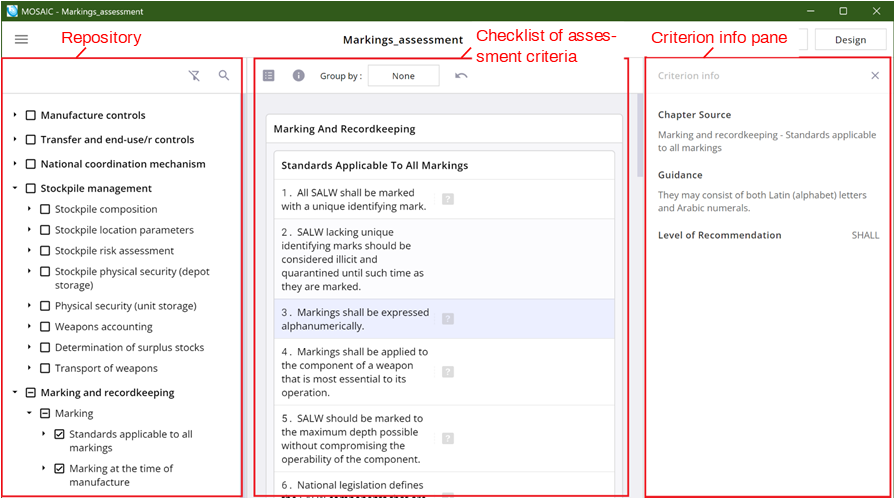 MOSAIC - Markings_assessment
Repository
Markings_assessment
Checklist of asses-
sment criteria
Criterion info pane
Design
Group by :
None
Criterion info
Manufacture controls
Transfer and end-use/r controls
National coordination mechanism
Stockpile management
Stockpile composition
Stockpile location parameters
Stockpile risk assessment
Stockpile physical security (depot
storage)
Physical security (unit storage)
Weapons accounting
Determination of surplus stocks
Transport of weapons
Marking and recordkeeping
Marking
Standards applicable to all
markings
Marking at the time of
manufacture
Marking And Recordkeeping
Standards Applicable To All Markings
1. All SALW shall be marked
with a unique identifying mark.
?
2. SALW lacking unique
identifying marks should be
considered illicit and
quarantined until such time as
they are marked.
3. Markings shall be expressed
alphanumerically.
?
4. Markings shall be applied to
the component of a weapon
that is most essential to its
operation.
?
5. SALW should be marked to
the maximum depth possible
without compromising the
operability of the component.
?
6. National legislation defines
?
Chapter Source
Marking and recordkeeping - Standards applicable
to all markings
Guidance
They may consist of both Latin (alphabet) letters
and Arabic numerals.
Level of Recommendation SHALL